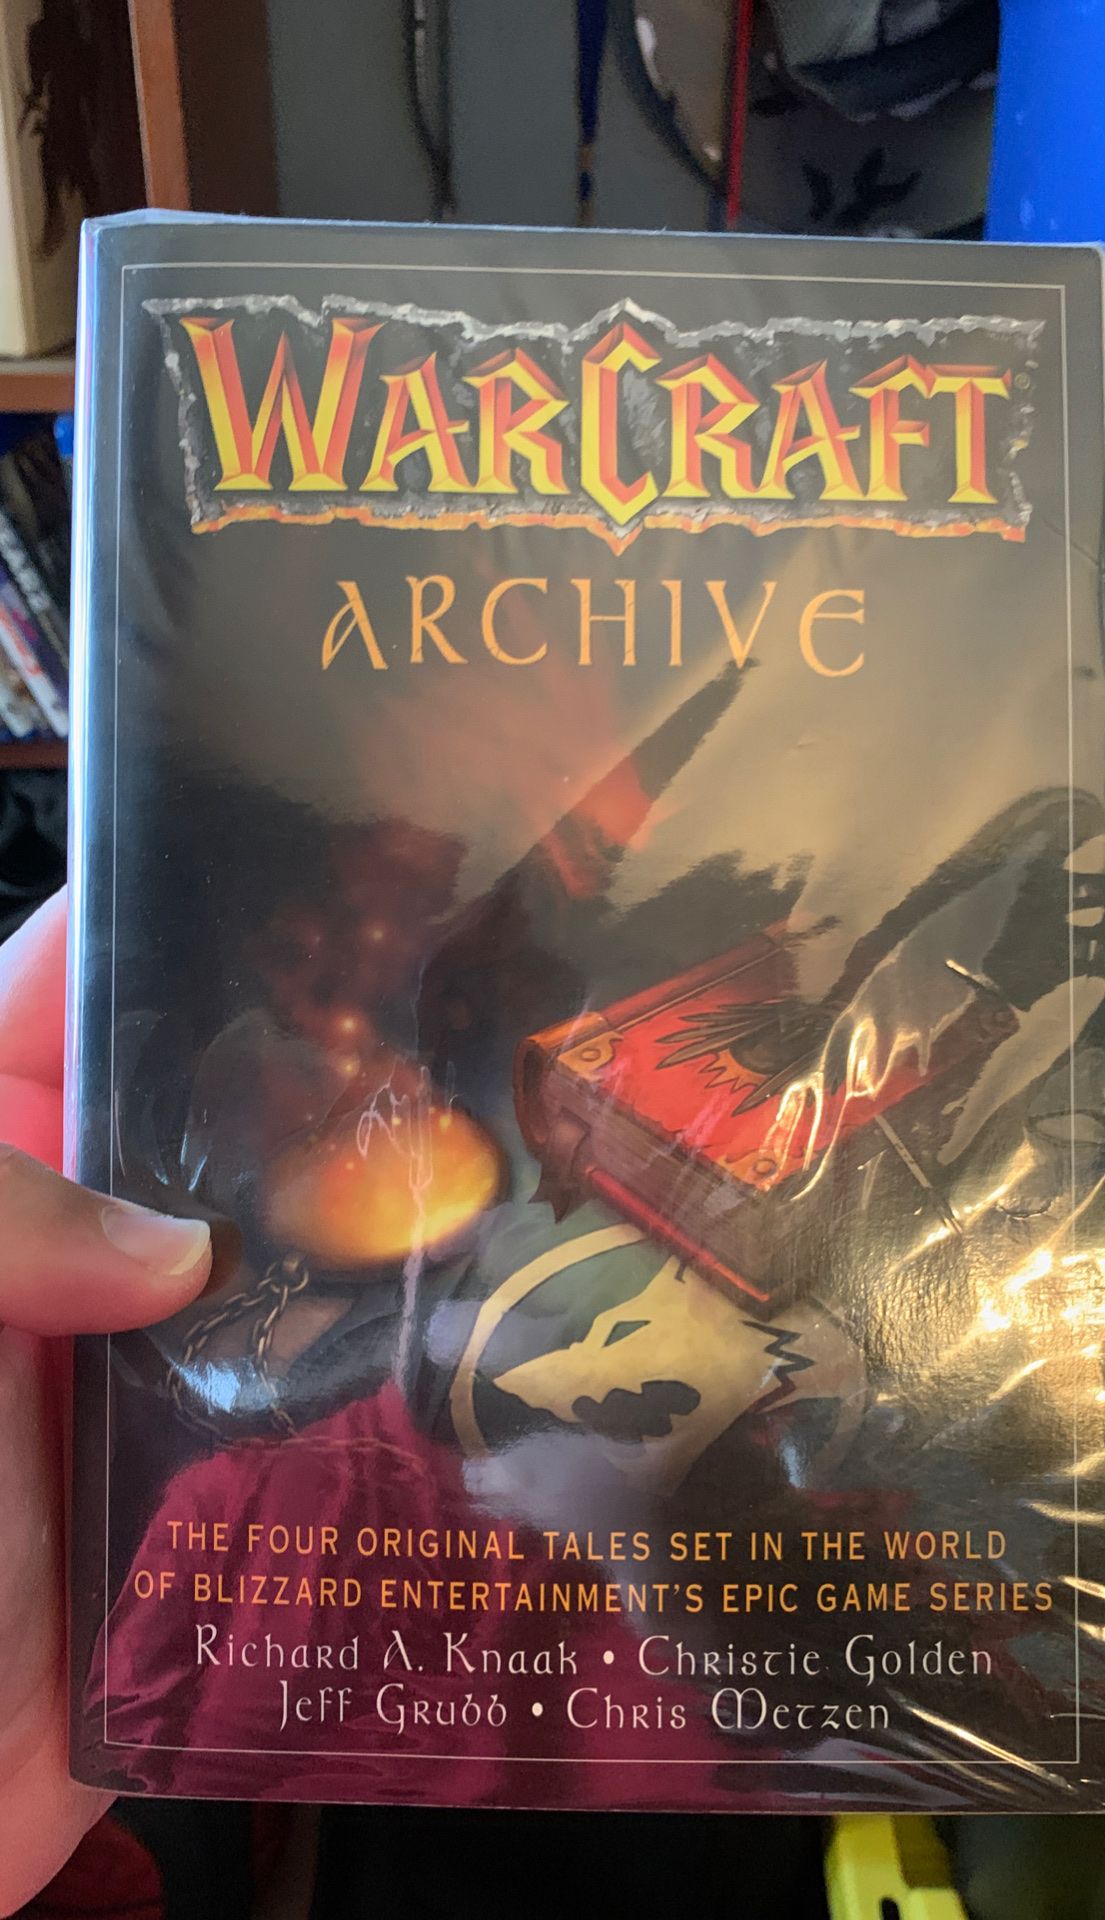 WARCRAFT
ARCHIVE
THE FOUR ORIGINAL TALES SET IN THE WORLD
OF BLIZZARD ENTERTAINMENT'S EPIC GAME SERIES
Richard A. Knaak • Christie Golden
Jeff Grubb • Chris Metzen